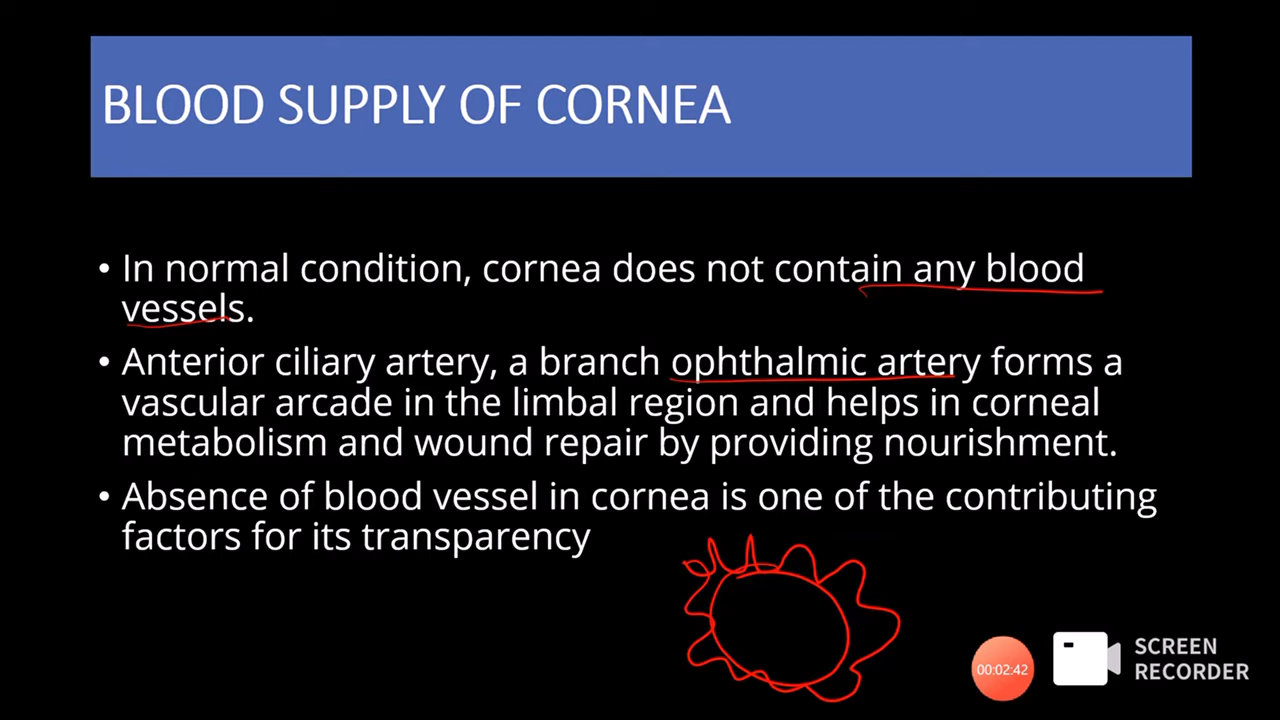 BLOOD SUPPLY OF CORNEA
• In normal condition, cornea does not contain any blood
vessels.
• Anterior ciliary artery, a branch ophthalmic artery forms a
vascular arcade in the limbal region and helps in corneal
metabolism and wound repair by providing nourishment.
• Absence of blood vessel in cornea is one of the contributing
factors for its transparency
00:02:42
SCREEN
RECORDER